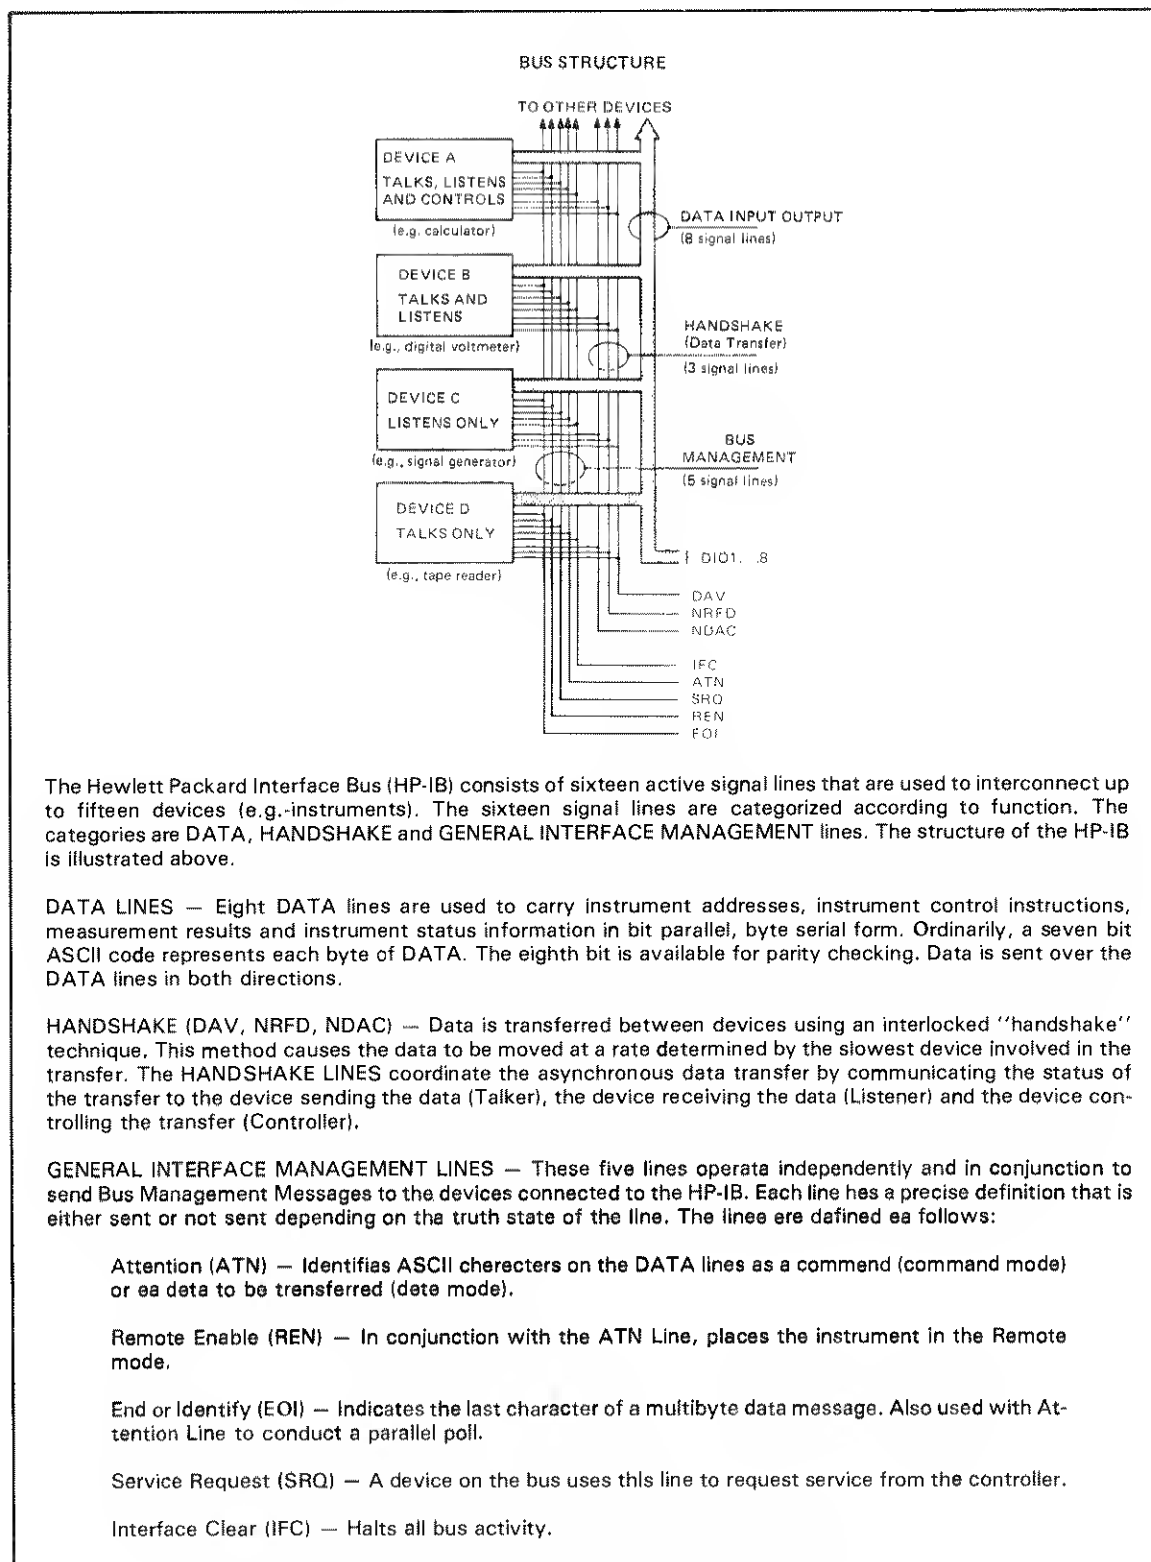 BUS STRUCTURE
TO OTHER DEVICES
DEVICE A
TALKS, LISTENS
AND CONTROLS
(e.g. calculator)
DATA INPUT OUTPUT
(8 signal lines)
DEVICE B
TALKS AND
LISTENS
(e.g., digital voltmeter)
HANDSHAKE
(Data Transfer)
(3 signal lines)
DEVICE C
LISTENS ONLY
(e.g., signal generator)
BUS
MANAGEMENT
(5 signal lines)
DEVICE D
TALKS ONLY
(e.g., tape reader)
DIO1. .8
DAV
NRFD
NDAC
IFC
ATN
SRQ
REN
EOI
The Hewlett Packard Interface Bus (HP-IB) consists of sixteen active signal lines that are used to interconnect up
to fifteen devices (e.g.-instruments). The sixteen signal lines are categorized according to function. The
categories are DATA, HANDSHAKE and GENERAL INTERFACE MANAGEMENT lines. The structure of the HP-IB
is illustrated above.
DATA LINES — Eight DATA lines are used to carry instrument addresses, instrument control instructions,
measurement results and instrument status information in bit parallel, byte serial form. Ordinarily, a seven bit
ASCII code represents each byte of DATA. The eighth bit is available for parity checking. Data is sent over the
DATA lines in both directions.
HANDSHAKE (DAV, NRFD, NDAC) — Data is transferred between devices using an interlocked "handshake"
technique. This method causes the data to be moved at a rate determined by the slowest device involved in the
transfer. The HANDSHAKE LINES coordinate the asynchronous data transfer by communicating the status of
the transfer to the device sending the data (Talker), the device receiving the data (Listener) and the device con-
trolling the transfer (Controller).
GENERAL INTERFACE MANAGEMENT LINES — These five lines operata independently and in conjunction to
send Bus Management Messages to the devices connected to the HP-IB. Each line hes a precise definition that is
either sent or not sent depending on tha truth state of the line. The linee ere dafined ea follows:
Attention (ATN) — Identifias ASCII cherecters on the DATA lines as a commend (command mode)
or ea deta to be trensferred (dete mode).
Remote Enable (REN) — In conjunction with the ATN Line, places the instrument in the Remote
mode.
End or Identify (EOI) — Indicates the last character of a multibyte data message. Also used with At-
tention Line to conduct a parallel poll.
Service Request (SRQ) — A device on the bus uses this line to request service from the controller.
Interface Clear (IFC) — Halts all bus activity.